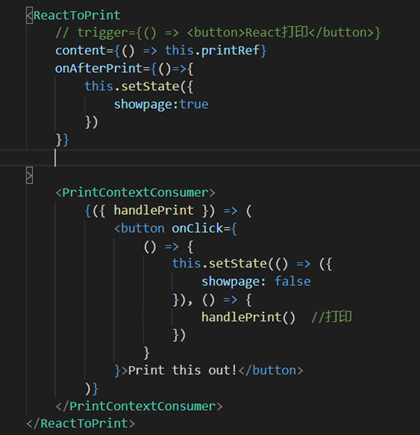 <ReactToPrint
// trigger={() => <button>React打印</button>}
content={() => this.printRef}
onAfterPrint={()=>{
this.setState({
showpage:true
})
}}
>
<PrintContextConsumer>
{({ handlePrint }) => (
<button onClick={
() => {
this.setState(() => ({
showpage: false
}), () => {
handlePrint()  //打印
})
}
}>Print this out!</button>
)}
</PrintContextConsumer>
</ReactToPrint>